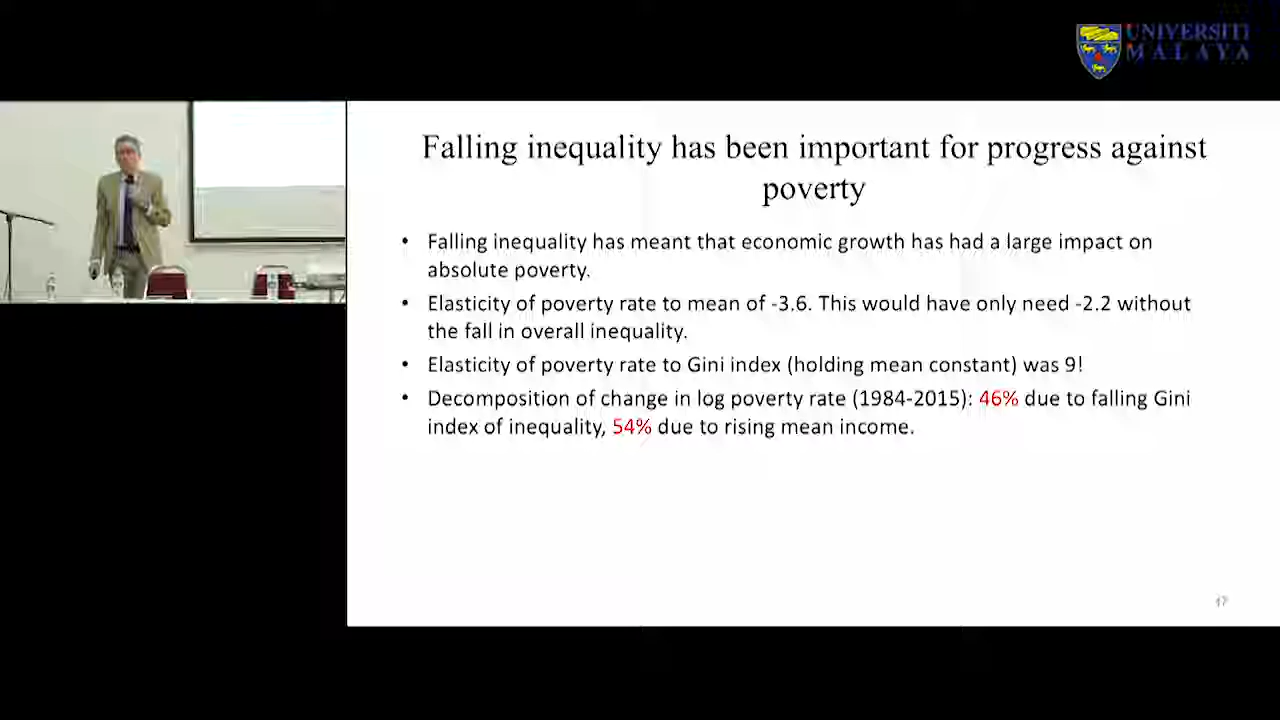 UNIVERSITI
MALAYA
Falling inequality has been important for progress against
poverty
• Falling inequality has meant that economic growth has had a large impact on
absolute poverty.
• Elasticity of poverty rate to mean of -3.6. This would have only need -2.2 without
the fall in overall inequality.
• Elasticity of poverty rate to Gini index (holding mean constant) was 9!
• Decomposition of change in log poverty rate (1984-2015): 46% due to falling Gini
index of inequality, 54% due to rising mean income.
17